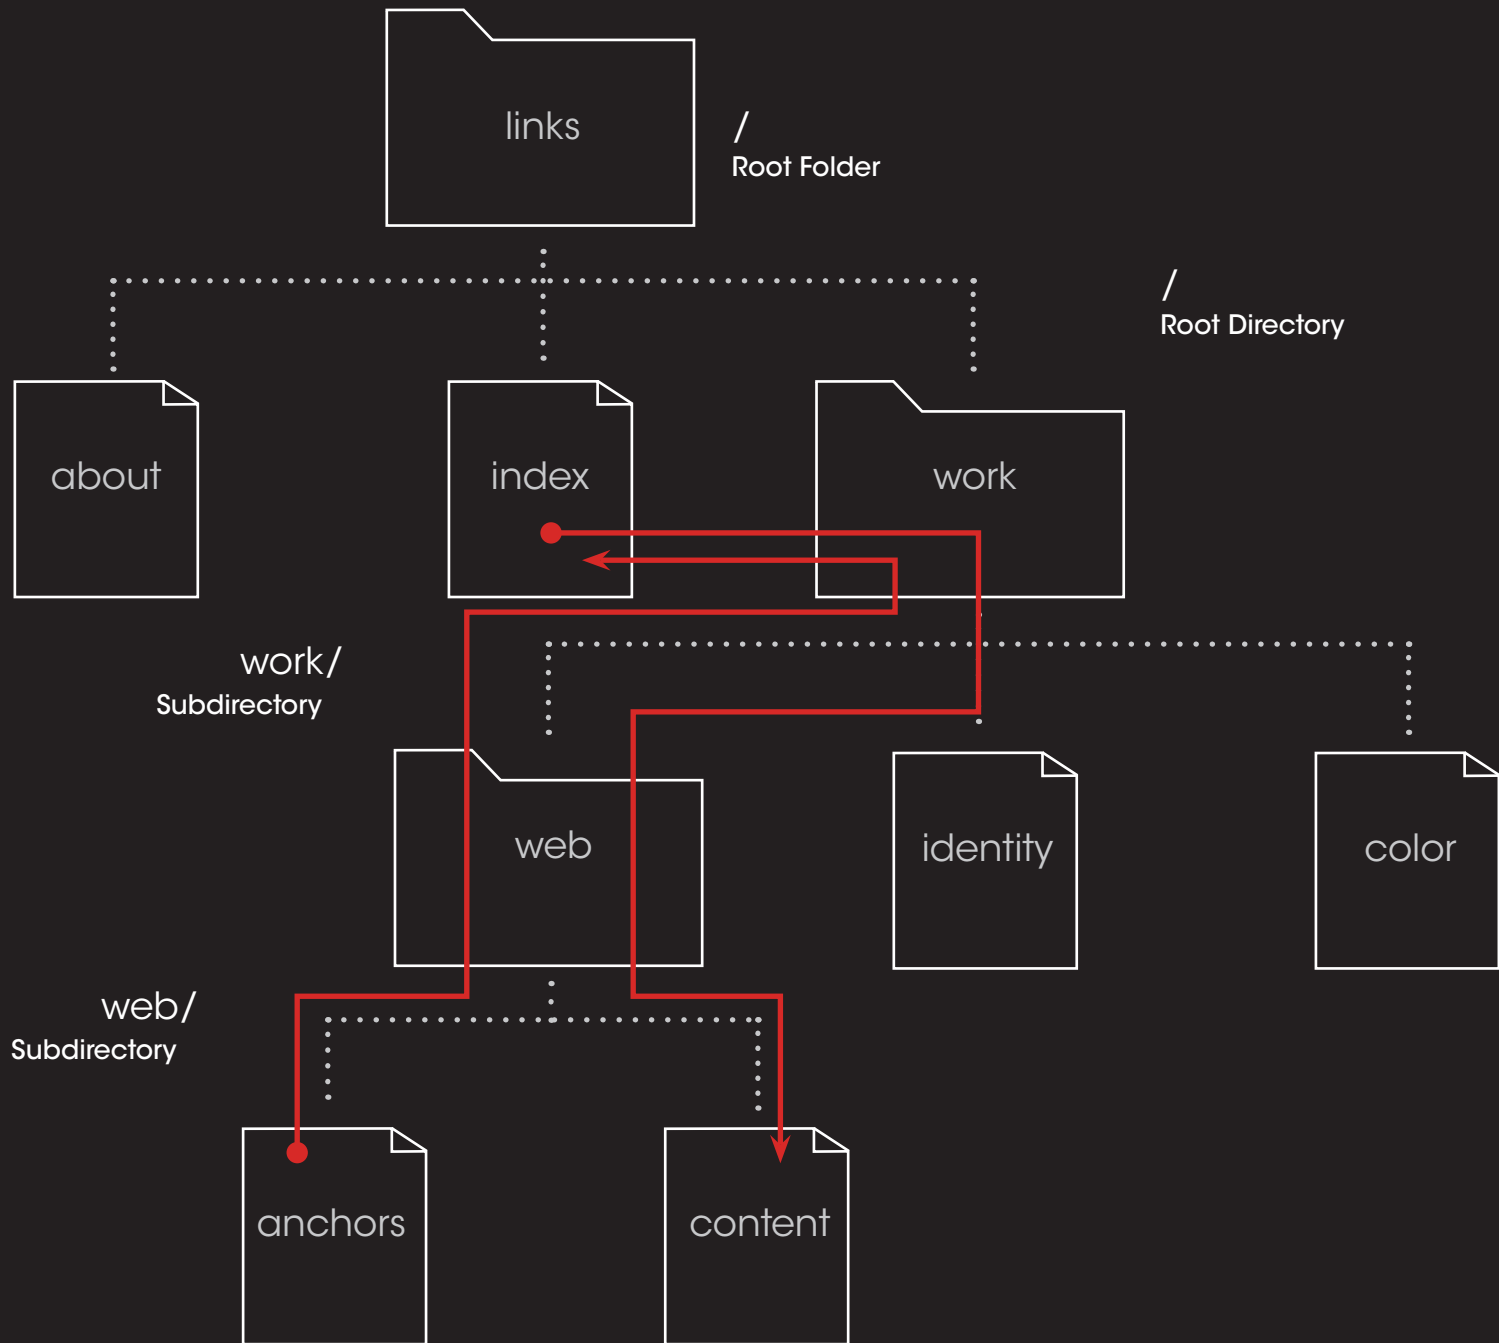 links
/
Root Folder
/
Root Directory
about
index
work
work/
Subdirectory
web
identity
color
web/
Subdirectory
anchors
content